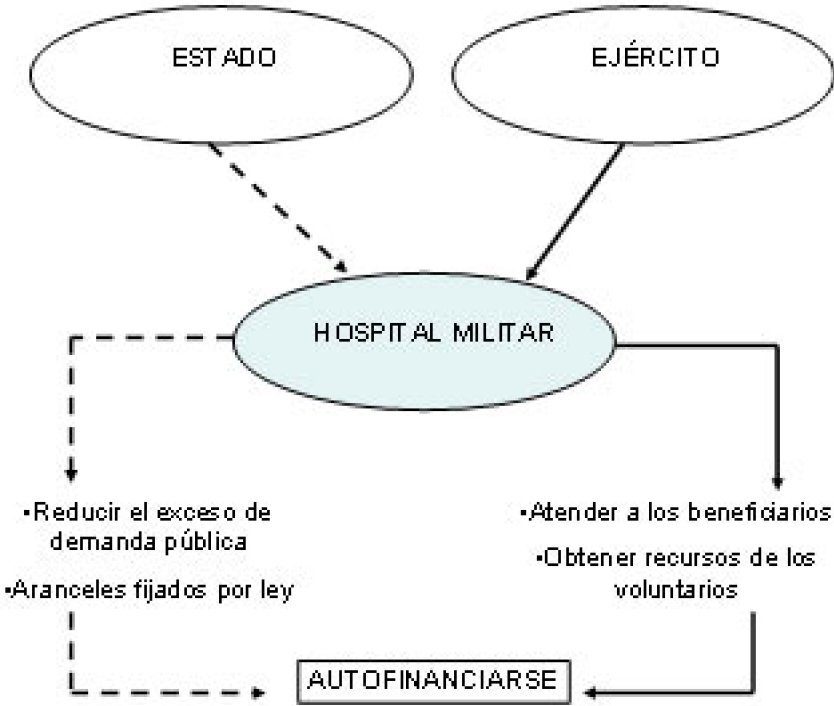 ESTADO
EJÉRCITO
HOSPITAL MILITAR
•Reducir el exceso de
demanda pública
•Aranceles fijados por ley
•Atender a los beneficiarios
•Obtener recursos de los
voluntarios
AUTOFINANCIARSE